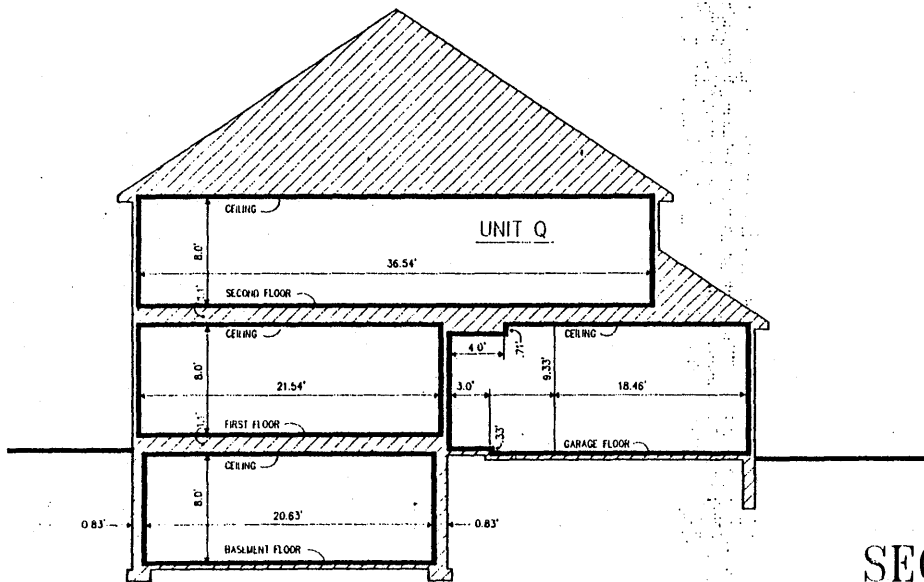 CEILING
UNIT Q
8.0'
36.54'
SECOND FLOOR
1.1'
CEILING
CEILING
4.0'
.71'
8.0'
9.33'
21.54'
3.0'
18.46'
FIRST FLOOR
.33'
GARAGE FLOOR
1.1'
CEILING
8.0'
0.83'
20.63'
0.83'
BASEMENT FLOOR
SEC